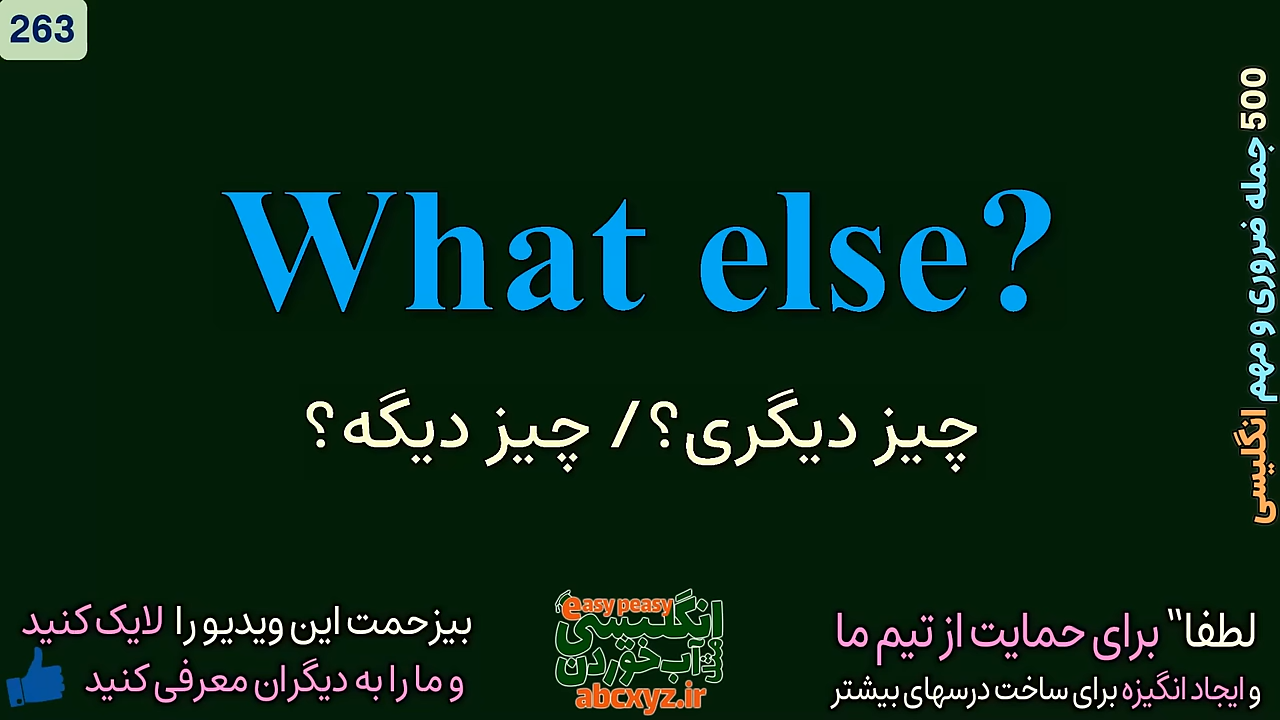 263
What else?
چیز دیگری؟/ چیز دیگه؟
500 جمله ضروری و مهم انگلیسی
لطفا" برای حمایت از تیم ما
و ایجاد انگیزه برای ساخت درسهای بیشتر
easy peasy
انگلیسی
مثل آب خوردن
abcxyz.ir
بیزحمت این ویدیو را لایک کنید
و ما را به دیگران معرفی کنید